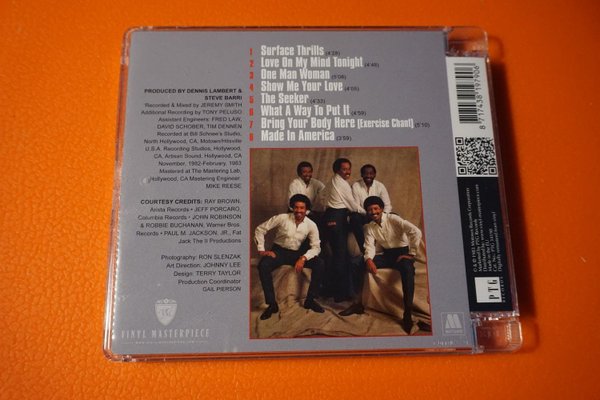 1 Surface Thrills (4:28)
2 Love On My Mind Tonight (4:48)
3 One Man Woman (5:06)
4 Show Me Your Love (4:05)
5 The Seeker (4:33)
6 What A Way To Put It (4:59)
7 Bring Your Body Here (Exercise Chant) (5:10)
8 Made In America (3:59)
PRODUCED BY DENNIS LAMBERT &
STEVE BARRI
Recorded & Mixed by JEREMY SMITH
Additional Recording by TONY PELUSO
Assistant Engineers: FRED LAW,
DAVID SCHOBER, TIM DENNEN
Recorded at Bill Schnee's Studio,
North Hollywood, CA, Motown/Hitsville
U.S.A. Recording Studios, Hollywood,
CA, Artisan Sound, Hollywood, CA
November, 1982-February, 1983
Mastered at The Mastering Lab,
Hollywood, CA Mastering Engineer:
MIKE REESE
COURTESY CREDITS: RAY BROWN,
Arista Records • JEFF PORCARO,
Columbia Records • JOHN ROBINSON
& ROBBIE BUCHANAN, Warner Bros.
Records • PAUL M. JACKSON, JR., Fat
Jack The II Productions
Photography: RON SLENZAK
Art Direction: JOHNNY LEE
Design: TERRY TAYLOR
Production Coordinator
GAIL PIERSON
VINYL MASTERPIECE
MOTOWN
8 717438 197906
PTG